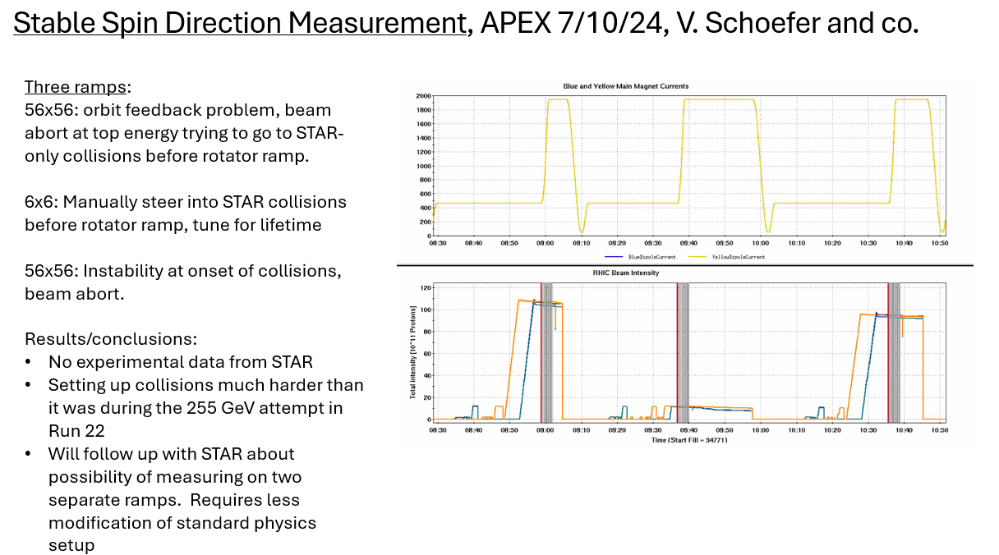 Stable Spin Direction Measurement, APEX 7/10/24, V. Schoefer and co.
Three ramps:
56x56: orbit feedback problem, beam
abort at top energy trying to go to STAR-
only collisions before rotator ramp.
6x6: Manually steer into STAR collisions
before rotator ramp, tune for lifetime
56x56: Instability at onset of collisions,
beam abort.
Results/conclusions:
• No experimental data from STAR
• Setting up collisions much harder than
it was during the 255 GeV attempt in
Run 22
• Will follow up with STAR about
possibility of measuring on two
separate ramps.  Requires less
modification of standard physics
setup
Blue and Yellow Main Magnet Currents
2000
1800
1600
1400
1200
1000
800
600
400
200
0
08:30 08:40 08:50 09:00 09:10 09:20 09:30 09:40 09:50 10:00 10:10 10:20 10:30 10:40 10:50
BlueDipoleCurrent YellowDipoleCurrent
RHIC Beam Intensity
Total intensity [10^11 Protons]
120
100
80
60
40
20
0
08:30 08:40 08:50 09:00 09:10 09:20 09:30 09:40 09:50 10:00 10:10 10:20 10:30 10:40 10:50
Time (Start Fill = 34771)